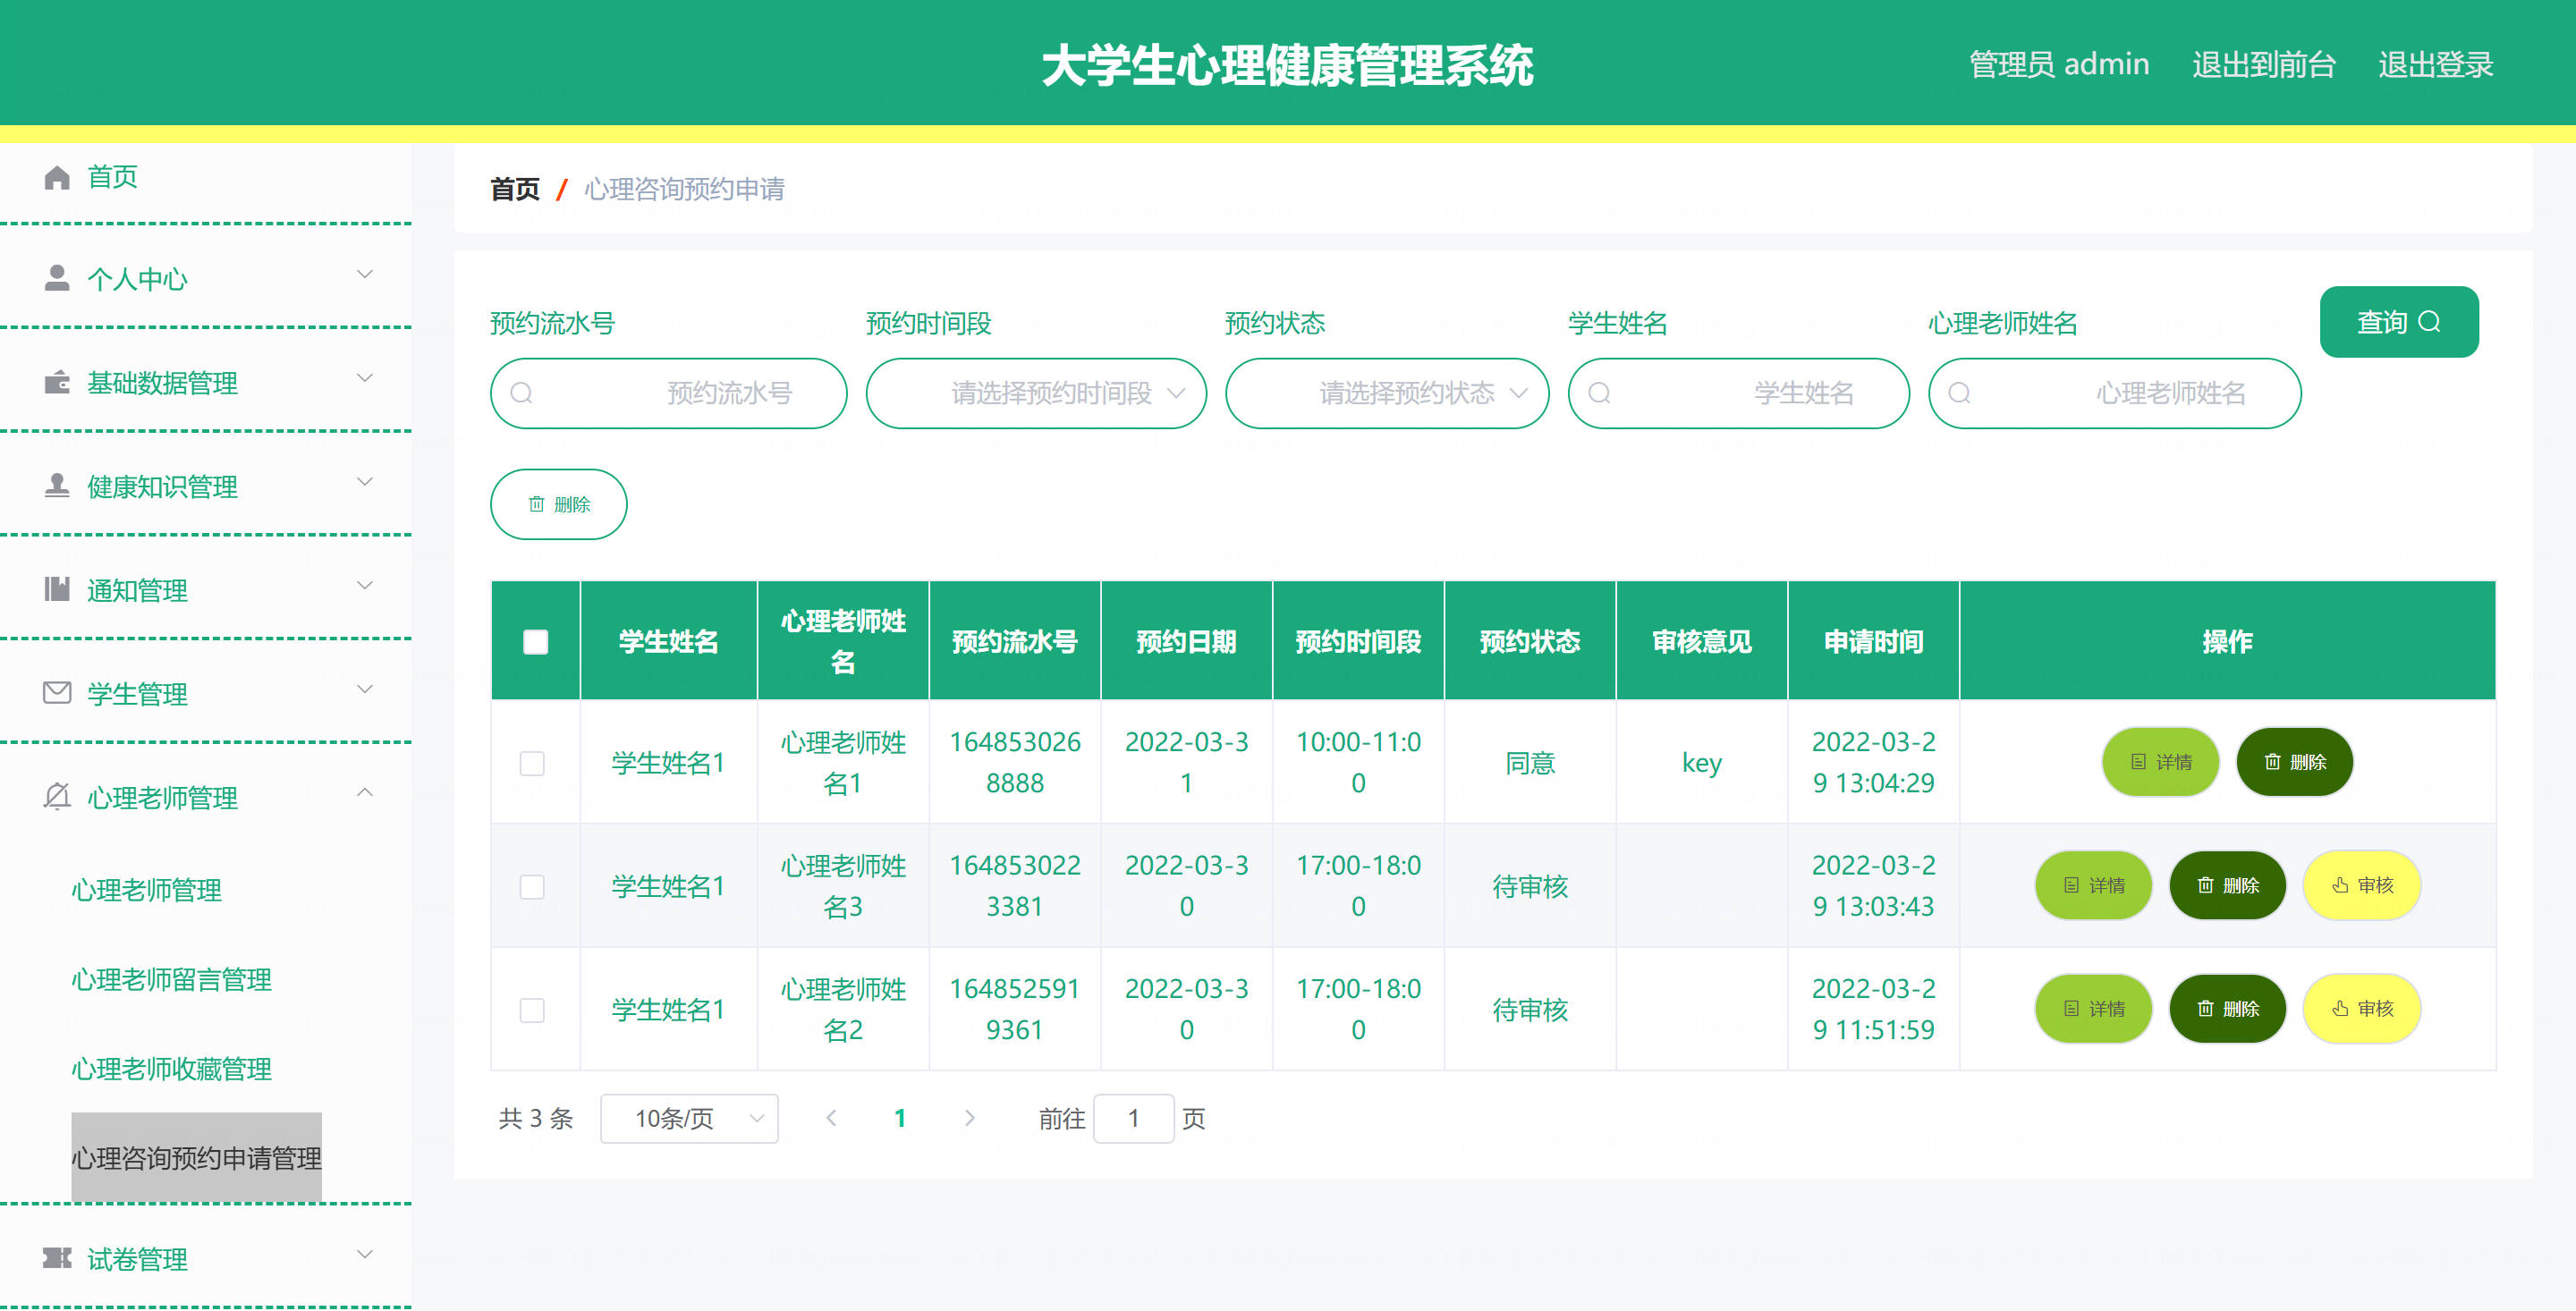 大学生心理健康管理系统
管理员 admin 退出到前台 退出登录
首页
个人中心
基础数据管理
健康知识管理
通知管理
学生管理
心理老师管理
心理老师管理
心理老师留言管理
心理老师收藏管理
心理咨询预约申请管理
试卷管理
首页 / 心理咨询预约申请
预约流水号 预约时间段 预约状态 学生姓名 心理老师姓名 查询
预约流水号 请选择预约时间段 请选择预约状态 学生姓名 心理老师姓名
删除
学生姓名 心理老师姓名 预约流水号 预约日期 预约时间段 预约状态 审核意见 申请时间 操作
学生姓名1 心理老师姓名1 1648530268888 2022-03-31 10:00-11:00 同意 key 2022-03-29 13:04:29 详情 删除
学生姓名1 心理老师姓名3 1648530223381 2022-03-30 17:00-18:00 待审核 2022-03-29 13:03:43 详情 删除 审核
学生姓名1 心理老师姓名2 1648525919361 2022-03-30 17:00-18:00 待审核 2022-03-29 11:51:59 详情 删除 审核
共 3 条 10条/页 1 前往 1 页